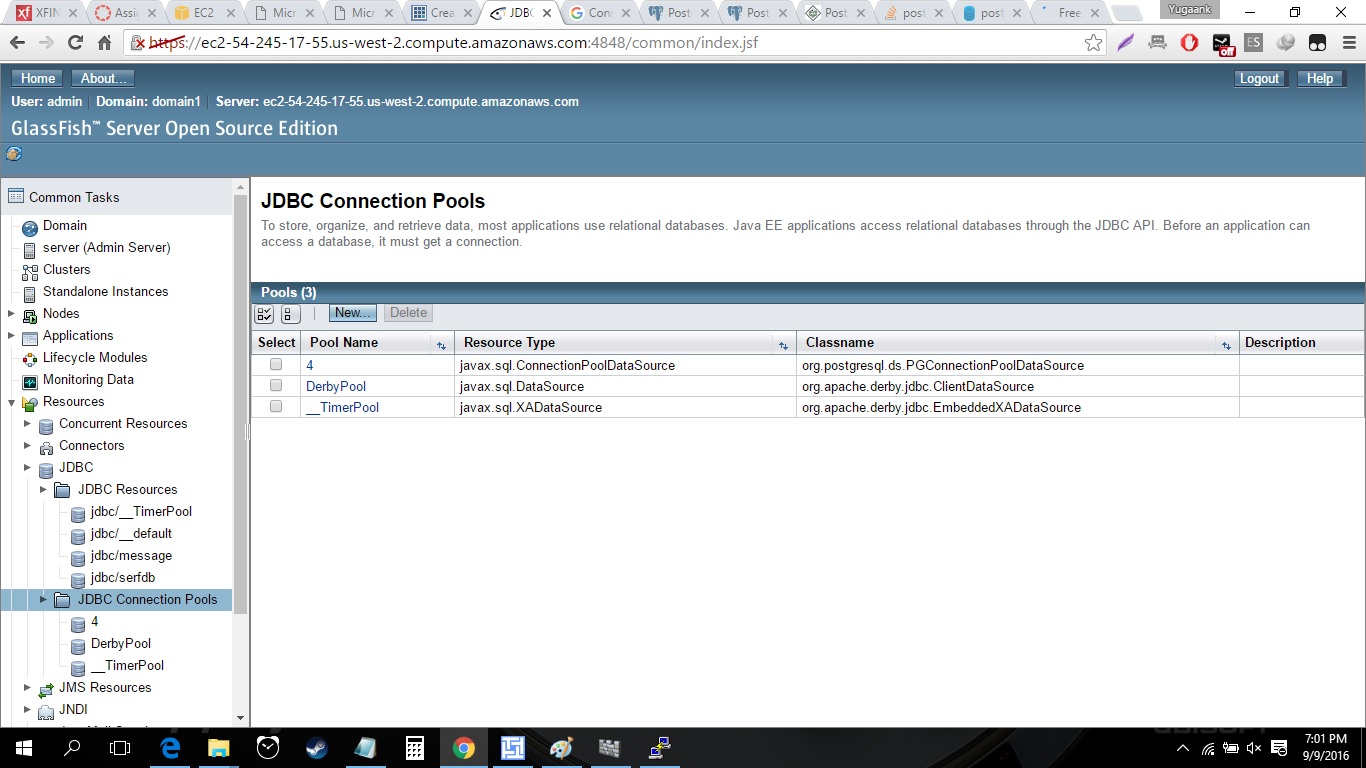 XFIN
Assig
EC2
Micr
Micr
Crea
JDBC
Conn
Post
Post
Post
post
post
Free
Yugaank
https://ec2-54-245-17-55.us-west-2.compute.amazonaws.com:4848/common/index.jsf
off
ES
Home About... Logout Help
User: admin Domain: domain1 Server: ec2-54-245-17-55.us-west-2.compute.amazonaws.com
GlassFish™ Server Open Source Edition
Common Tasks
Domain
server (Admin Server)
Clusters
Standalone Instances
Nodes
Applications
Lifecycle Modules
Monitoring Data
Resources
Concurrent Resources
Connectors
JDBC
JDBC Resources
jdbc/__TimerPool
jdbc/__default
jdbc/message
jdbc/serfdb
JDBC Connection Pools
4
DerbyPool
__TimerPool
JMS Resources
JNDI
JDBC Connection Pools
To store, organize, and retrieve data, most applications use relational databases. Java EE applications access relational databases through the JDBC API. Before an application can
access a database, it must get a connection.
Pools (3)
New... Delete
Select Pool Name Resource Type Classname Description
4 javax.sql.ConnectionPoolDataSource org.postgresql.ds.PGConnectionPoolDataSource
DerbyPool javax.sql.DataSource org.apache.derby.jdbc.ClientDataSource
__TimerPool javax.sql.XADataSource org.apache.derby.jdbc.EmbeddedXADataSource
7:01 PM
9/9/2016